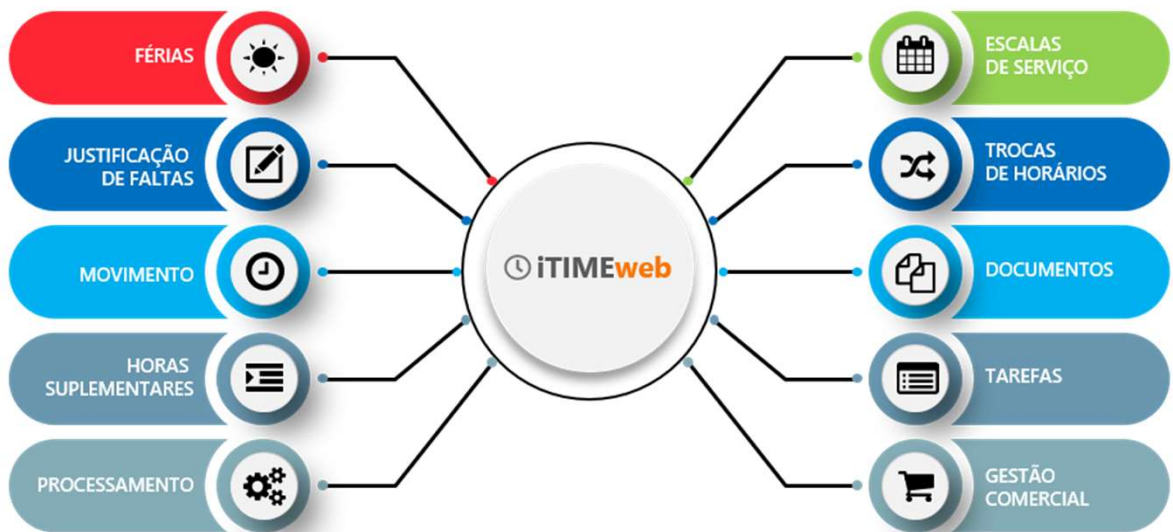 FÉRIAS
JUSTIFICAÇÃO
DE FALTAS
MOVIMENTO
HORAS
SUPLEMENTARES
PROCESSAMENTO
iTIMEweb
ESCALAS
DE SERVIÇO
TROCAS
DE HORÁRIOS
DOCUMENTOS
TAREFAS
GESTÃO
COMERCIAL